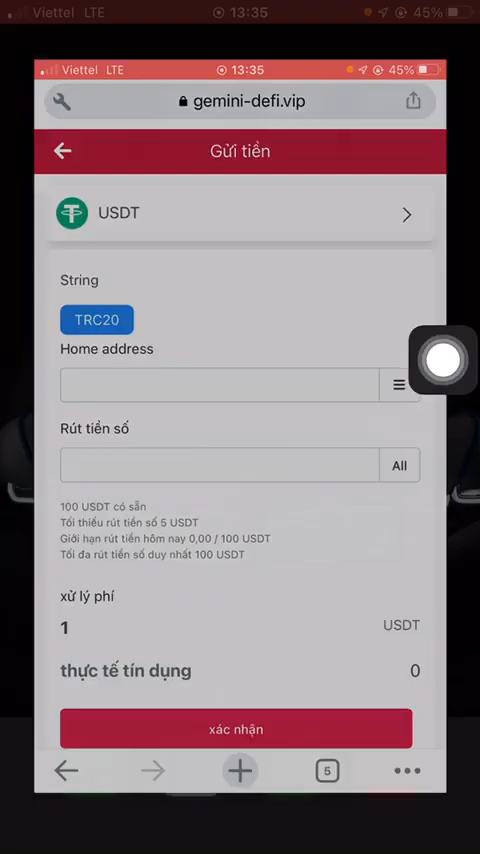 Viettel LTE 13:35 45%
Viettel LTE 13:35 45%
gemini-defi.vip
Gửi tiền
USDT
String
TRC20
Home address
Rút tiền số
All
100 USDT có sẵn
Tối thiểu rút tiền số 5 USDT
Giới hạn rút tiền hôm nay 0,00 / 100 USDT
Tối đa rút tiền số duy nhất 100 USDT
xử lý phí
1 USDT
thực tế tín dụng 0
xác nhận
5